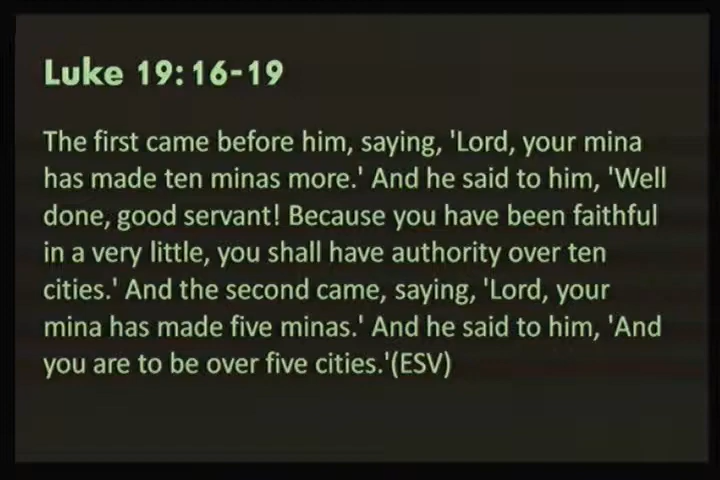 Luke 19:16-19
The first came before him, saying, 'Lord, your mina
has made ten minas more.' And he said to him, 'Well
done, good servant! Because you have been faithful
in a very little, you shall have authority over ten
cities.' And the second came, saying, 'Lord, your
mina has made five minas.' And he said to him, 'And
you are to be over five cities.'(ESV)